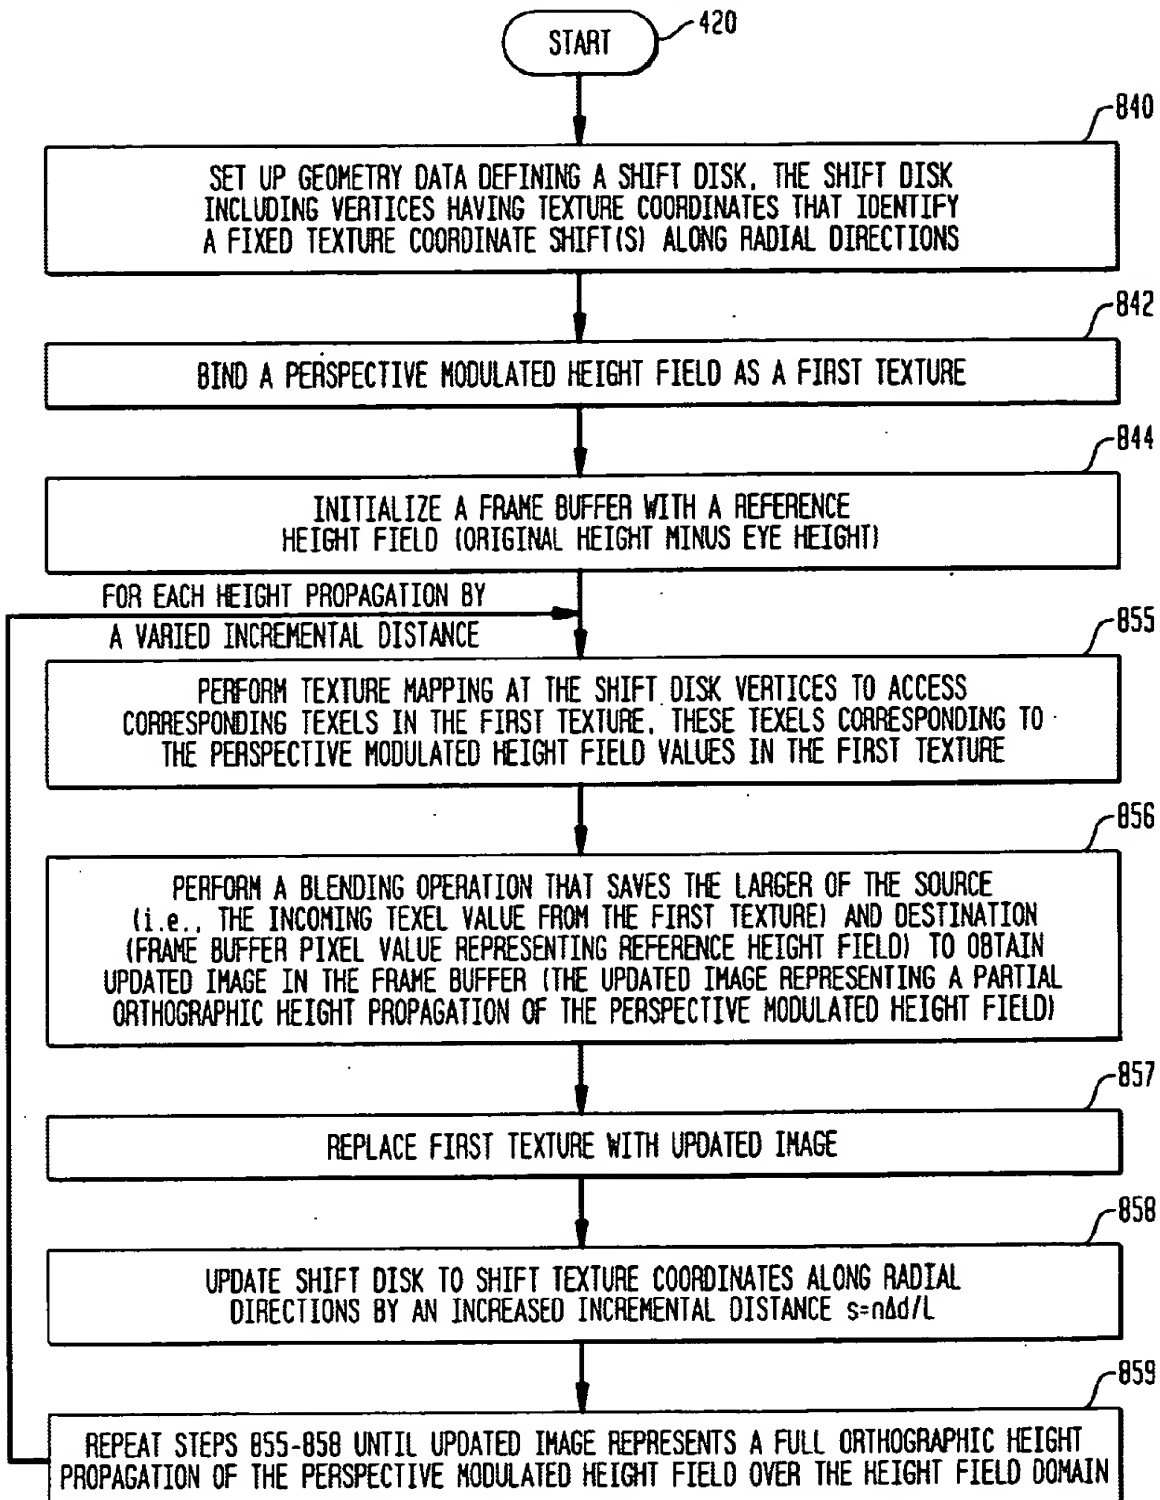 START
420
840
SET UP GEOMETRY DATA DEFINING A SHIFT DISK, THE SHIFT DISK
INCLUDING VERTICES HAVING TEXTURE COORDINATES THAT IDENTIFY
A FIXED TEXTURE COORDINATE SHIFT(S) ALONG RADIAL DIRECTIONS
842
BIND A PERSPECTIVE MODULATED HEIGHT FIELD AS A FIRST TEXTURE
844
INITIALIZE A FRAME BUFFER WITH A REFERENCE
HEIGHT FIELD (ORIGINAL HEIGHT MINUS EYE HEIGHT)
FOR EACH HEIGHT PROPAGATION BY
A VARIED INCREMENTAL DISTANCE
855
PERFORM TEXTURE MAPPING AT THE SHIFT DISK VERTICES TO ACCESS
CORRESPONDING TEXELS IN THE FIRST TEXTURE, THESE TEXELS CORRESPONDING TO
THE PERSPECTIVE MODULATED HEIGHT FIELD VALUES IN THE FIRST TEXTURE
856
PERFORM A BLENDING OPERATION THAT SAVES THE LARGER OF THE SOURCE
(i.e., THE INCOMING TEXEL VALUE FROM THE FIRST TEXTURE) AND DESTINATION
(FRAME BUFFER PIXEL VALUE REPRESENTING REFERENCE HEIGHT FIELD) TO OBTAIN
UPDATED IMAGE IN THE FRAME BUFFER (THE UPDATED IMAGE REPRESENTING A PARTIAL
ORTHOGRAPHIC HEIGHT PROPAGATION OF THE PERSPECTIVE MODULATED HEIGHT FIELD)
857
REPLACE FIRST TEXTURE WITH UPDATED IMAGE
858
UPDATE SHIFT DISK TO SHIFT TEXTURE COORDINATES ALONG RADIAL
DIRECTIONS BY AN INCREASED INCREMENTAL DISTANCE s=nΔd/L
859
REPEAT STEPS 855-858 UNTIL UPDATED IMAGE REPRESENTS A FULL ORTHOGRAPHIC HEIGHT
PROPAGATION OF THE PERSPECTIVE MODULATED HEIGHT FIELD OVER THE HEIGHT FIELD DOMAIN